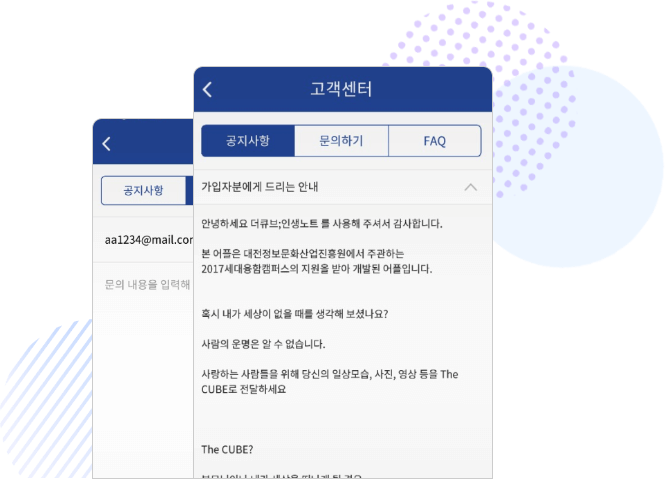 고객센터
공지사항
문의하기
FAQ
가입자분에게 드리는 안내
안녕하세요 더큐브;인생노트 를 사용해 주셔서 감사합니다.
본 어플은 대전정보문화산업진흥원에서 주관하는
2017세대융합캠퍼스의 지원을 받아 개발된 어플입니다.
혹시 내가 세상이 없을 때를 생각해 보셨나요?
사람의 운명은 알 수 없습니다.
사랑하는 사람들을 위해 당신의 일상모습, 사진, 영상 등을 The
CUBE로 전달하세요
The CUBE?
공지사항
aa1234@mail.cor
문의 내용을 입력해